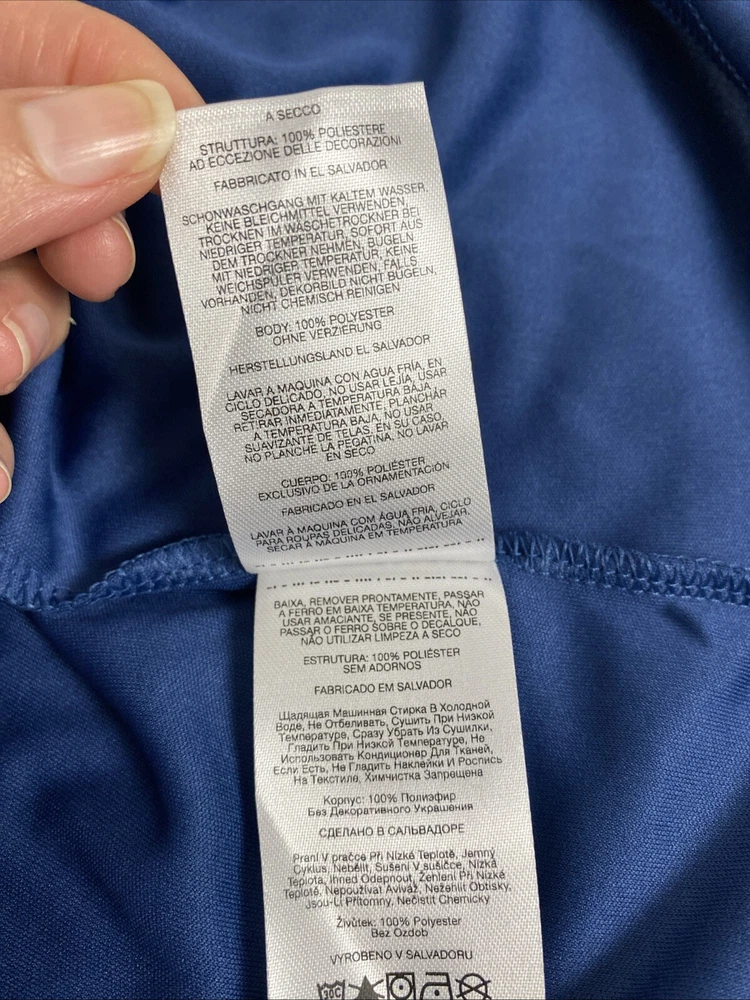 A SECCO
STRUTTURA: 100% POLIESTERE
AD ECCEZIONE DELLE DECORAZIONI
FABBRICATO IN EL SALVADOR
SCHONWASCHGANG MIT KALTEM WASSER,
KEINE BLEICHMITTEL VERWENDEN,
TROCKNEN IM WÄSCHETROCKNER BEI
NIEDRIGER TEMPERATUR, SOFORT AUS
DEM TROCKNER NEHMEN, BÜGELN
MIT NIEDRIGER TEMPERATUR, KEINE
WEICHSPÜLER VERWENDEN, FALLS
VORHANDEN, DEKORBILD NICHT BÜGELN,
NICHT CHEMISCH REINIGEN
BODY: 100% POLYESTER
OHNE VERZIERUNG
HERSTELLUNGSLAND EL SALVADOR
LAVAR A MAQUINA CON AGUA FRÍA, EN
CICLO DELICADO, NO USAR LEJÍA, USAR
SECADORA A TEMPERATURA BAJA,
RETIRAR INMEDIATAMENTE, PLANCHAR
A TEMPERATURA BAJA, NO USAR
SUAVIZANTE DE TELAS, EN SU CASO,
NO PLANCHE LA PEGATINA, NO LAVAR
EN SECO
CUERPO: 100% POLIÉSTER
EXCLUSIVO DE LA ORNAMENTACIÓN
FABRICADO EN EL SALVADOR
LAVAR À MAQUINA COM ÁGUA FRIA, CICLO
PARA ROUPAS DELICADAS, NÃO ALVEJAR,
SECAR À MÁQUINA EM TEMPERATURA
BAIXA, REMOVER PRONTAMENTE, PASSAR
A FERRO EM BAIXA TEMPERATURA, NÃO
USAR AMACIANTE, SE PRESENTE, NÃO
PASSAR O FERRO SOBRE O DECALQUE,
NÃO UTILIZAR LIMPEZA A SECO
ESTRUTURA: 100% POLIÉSTER
SEM ADORNOS
FABRICADO EM SALVADOR
Щадящая Машинная Стирка В Холодной
Воде, Не Отбеливать, Сушить При Низкой
Температуре, Сразу Убрать Из Сушилки,
Гладить При Низкой Температуре, Не
Использовать Кондиционер Для Тканей,
Если Есть, Не Гладить Наклейки И Роспись
На Текстиле, Химчистка Запрещена
Корпус: 100% Полиэфир
Без Декоративного Украшения
СДЕЛАНО В САЛЬВАДОРЕ
Praní V pračce Při Nízké Teplotě, Jemný
Cyklus, Nebělit, Sušení V sušičce, Nízká
Teplota, Ihned Odepnout, Žehlení Při Nízké
Teplotě, Nepoužívat Aviváž, Nežehlit Obtisky,
Jsou-Li Přítomny, Nečistit Chemicky
Živůtek: 100% Polyester
Bez Ozdob
VYROBENO V SALVADORU
30C